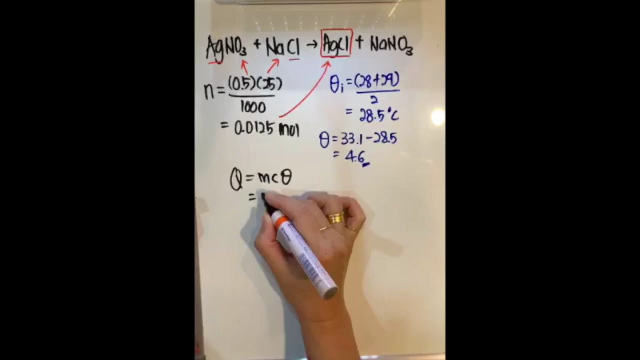 AgNO₃ + NaCl → AgCl + NaNO₃
n = (0.5)(25) / 1000
= 0.0125 mol
θi = (28+29) / 2
= 28.5°C
θ = 33.1 - 28.5
= 4.6
Q = mcθ
=